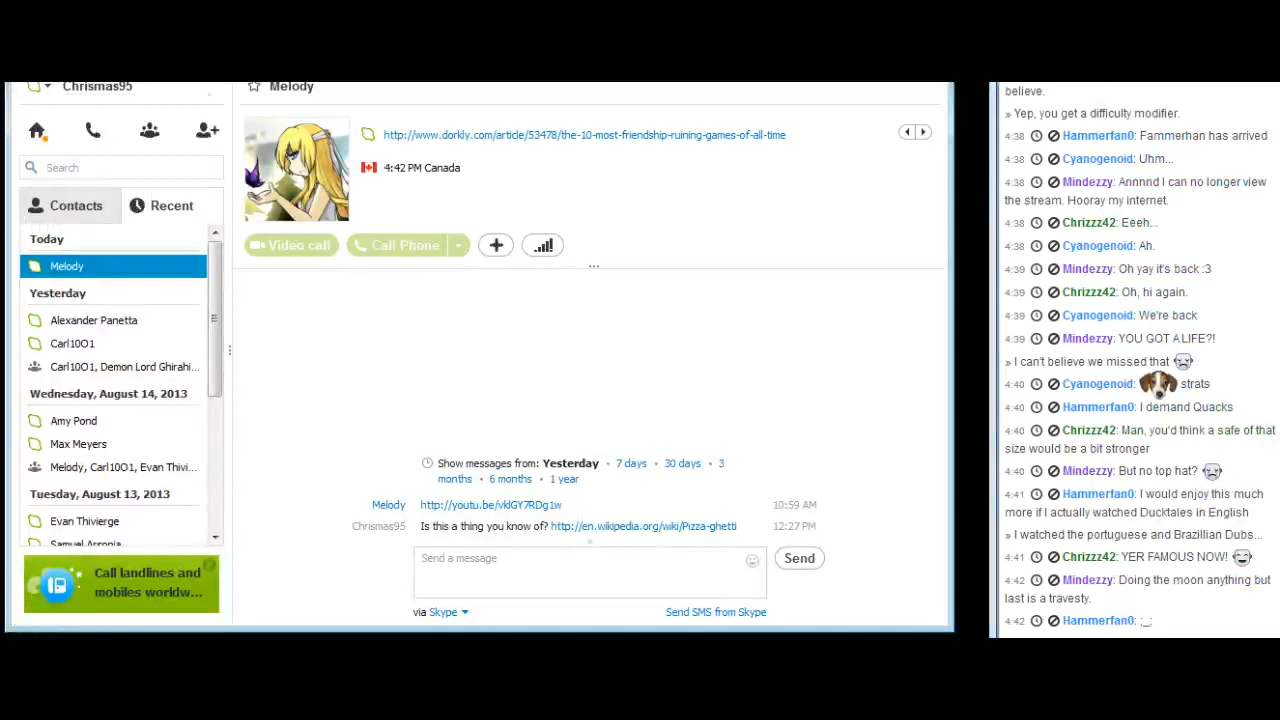 Chrismas95
Search
Contacts
Recent
Today
Melody
Yesterday
Alexander Panetta
Carl10O1
Carl10O1, Demon Lord Ghirahi...
Wednesday, August 14, 2013
Amy Pond
Max Meyers
Melody, Carl10O1, Evan Thivi...
Tuesday, August 13, 2013
Evan Thivierge
Call landlines and
mobiles worldw...
Melody
http://www.dorkly.com/article/53478/the-10-most-friendship-ruining-games-of-all-time
4:42 PM Canada
Video call
Call Phone
Show messages from: Yesterday • 7 days • 30 days • 3
months • 6 months • 1 year
Melody http://youtu.be/vklGY7RDg1w 10:59 AM
Chrismas95 Is this a thing you know of? http://en.wikipedia.org/wiki/Pizza-ghetti 12:27 PM
Send a message
Send
via Skype
Send SMS from Skype
believe.
» Yep, you get a difficulty modifier.
4:38 Hammerfan0: Fammerhan has arrived
4:38 Cyanogenoid: Uhm...
4:38 Mindezzy: Annnnd I can no longer view
the stream. Hooray my internet.
4:38 Chrizzz42: Eeeh...
4:38 Cyanogenoid: Ah.
4:39 Mindezzy: Oh yay it's back :3
4:39 Chrizzz42: Oh, hi again.
4:39 Cyanogenoid: We're back
4:39 Mindezzy: YOU GOT A LIFE?!
» I can't believe we missed that
4:40 Cyanogenoid: strats
4:40 Hammerfan0: I demand Quacks
4:40 Chrizzz42: Man, you'd think a safe of that
size would be a bit stronger
4:40 Mindezzy: But no top hat?
4:41 Hammerfan0: I would enjoy this much
more if I actually watched Ducktales in English
» I watched the portuguese and Brazillian Dubs...
4:41 Chrizzz42: YER FAMOUS NOW!
4:42 Mindezzy: Doing the moon anything but
last is a travesty.
4:42 Hammerfan0: ;_;